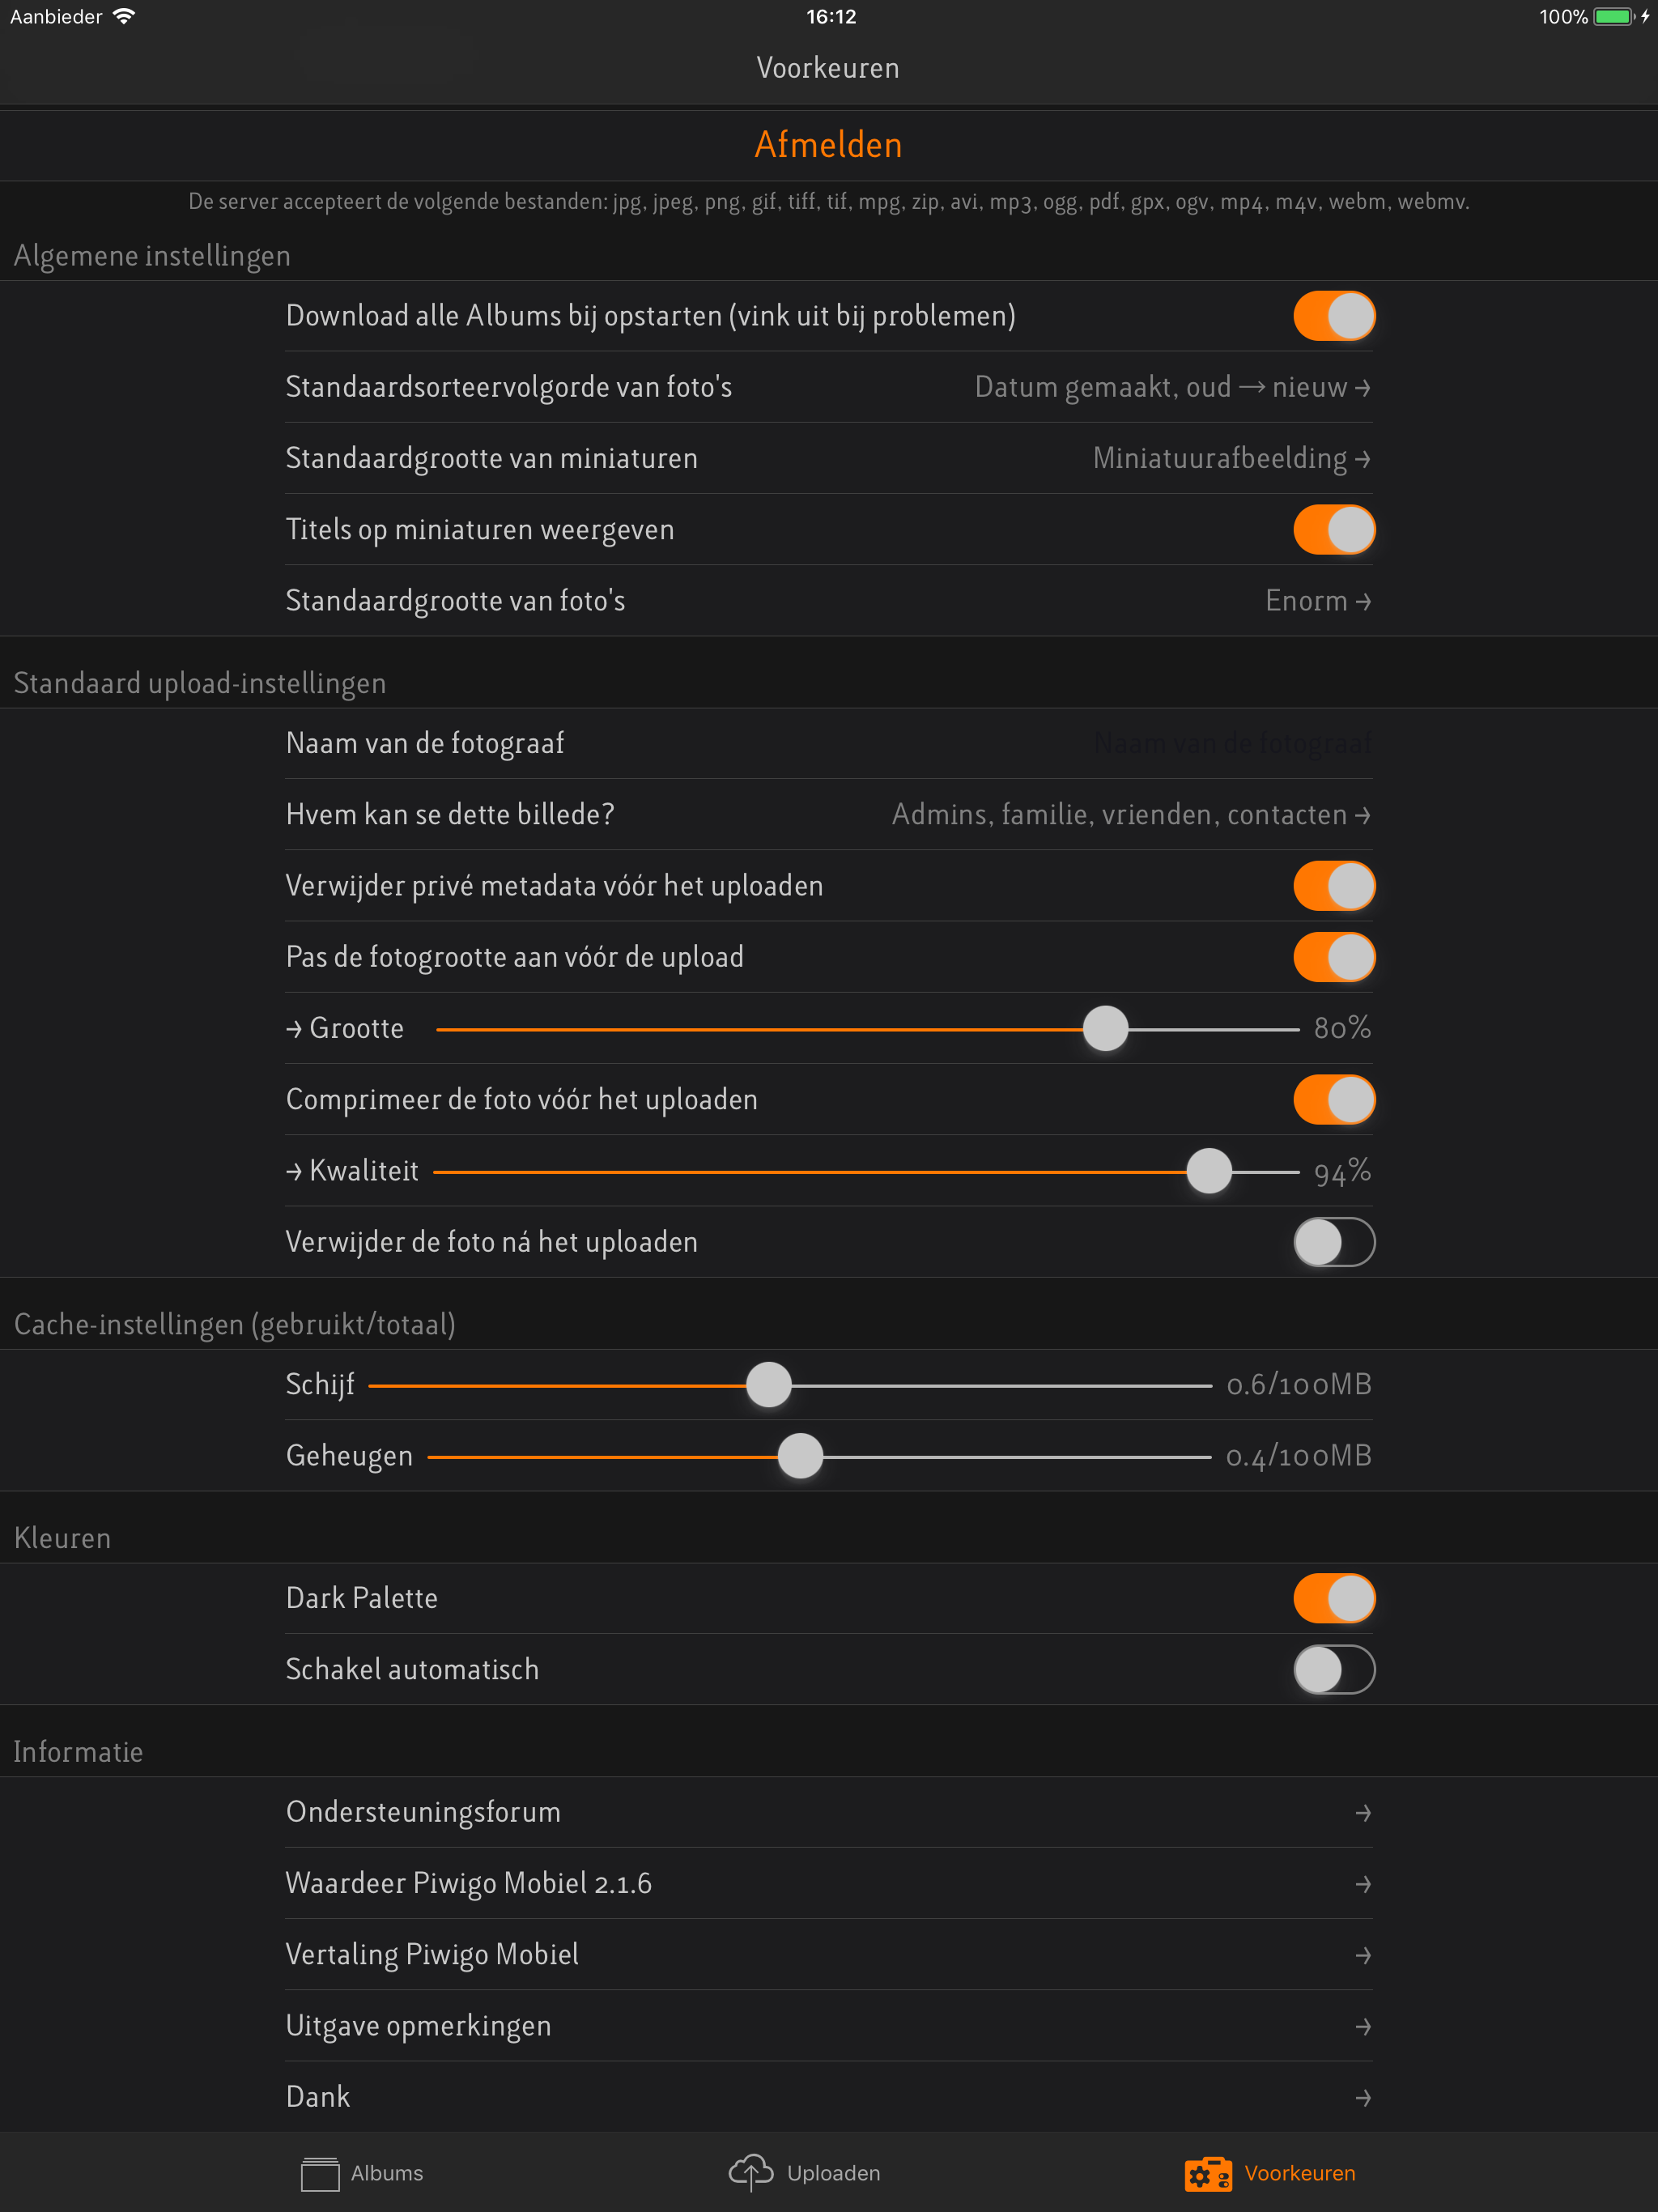 Aanbieder 16:12 100%
Voorkeuren
Afmelden
De server accepteert de volgende bestanden: jpg, jpeg, png, gif, tiff, tif, mpg, zip, avi, mp3, ogg, pdf, gpx, ogv, mp4, m4v, webm, webmv.
Algemene instellingen
Download alle Albums bij opstarten (vink uit bij problemen)
Standaardsorteervolgorde van foto's Datum gemaakt, oud → nieuw →
Standaardgrootte van miniaturen Miniatuurafbeelding →
Titels op miniaturen weergeven
Standaardgrootte van foto's Enorm →
Standaard upload-instellingen
Naam van de fotograaf Naam van de fotograaf
Hvem kan se dette billede? Admins, familie, vrienden, contacten →
Verwijder privé metadata vóór het uploaden
Pas de fotogrootte aan vóór de upload
→ Grootte 80%
Comprimeer de foto vóór het uploaden
→ Kwaliteit 94%
Verwijder de foto ná het uploaden
Cache-instellingen (gebruikt/totaal)
Schijf 0.6/100MB
Geheugen 0.4/100MB
Kleuren
Dark Palette
Schakel automatisch
Informatie
Ondersteuningsforum →
Waardeer Piwigo Mobiel 2.1.6 →
Vertaling Piwigo Mobiel →
Uitgave opmerkingen →
Dank →
Albums Uploaden Voorkeuren